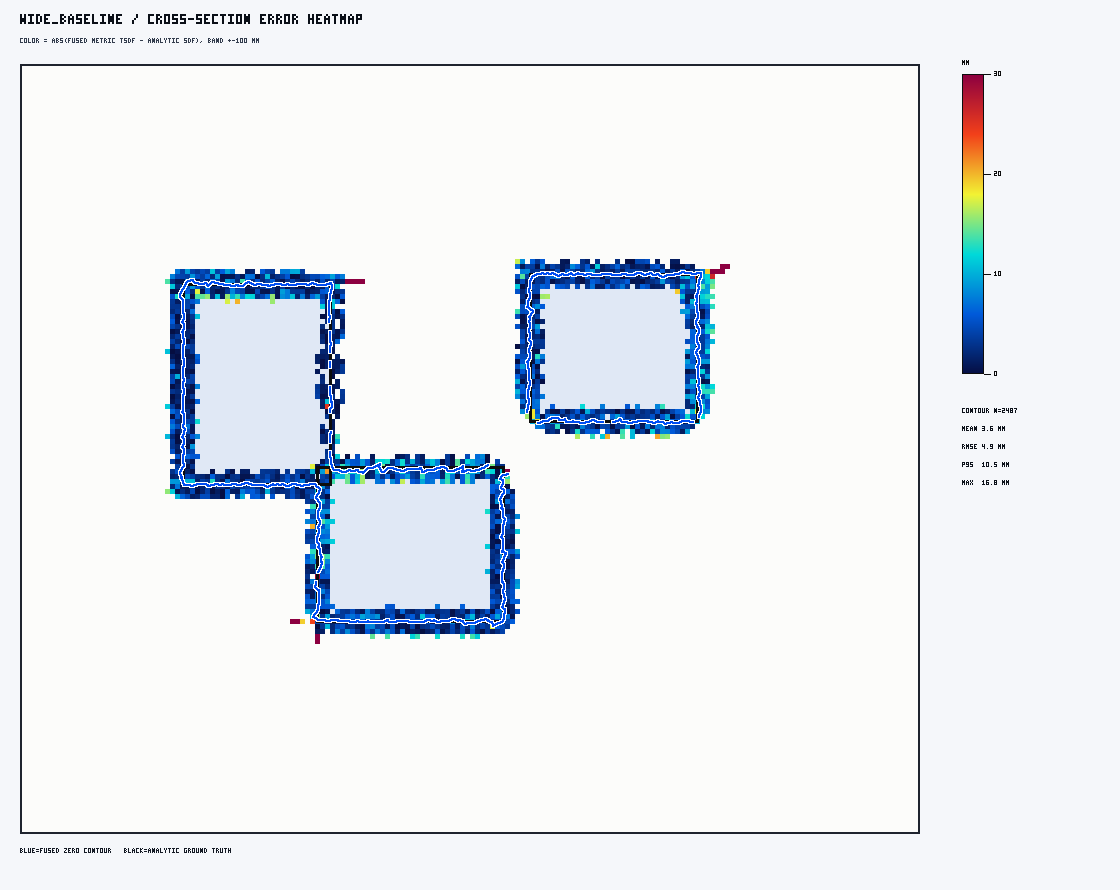 WIDE_BASELINE / CROSS-SECTION ERROR HEATMAP
COLOR = ABS(FUSED METRIC TSDF - ANALYTIC SDF), BAND +-100 MM
MM
30
20
10
0
CONTOUR N=2487
MEAN 3.6 MM
RMSE 4.9 MM
P95 10.5 MM
MAX 16.8 MM
BLUE=FUSED ZERO CONTOUR BLACK=ANALYTIC GROUND TRUTH